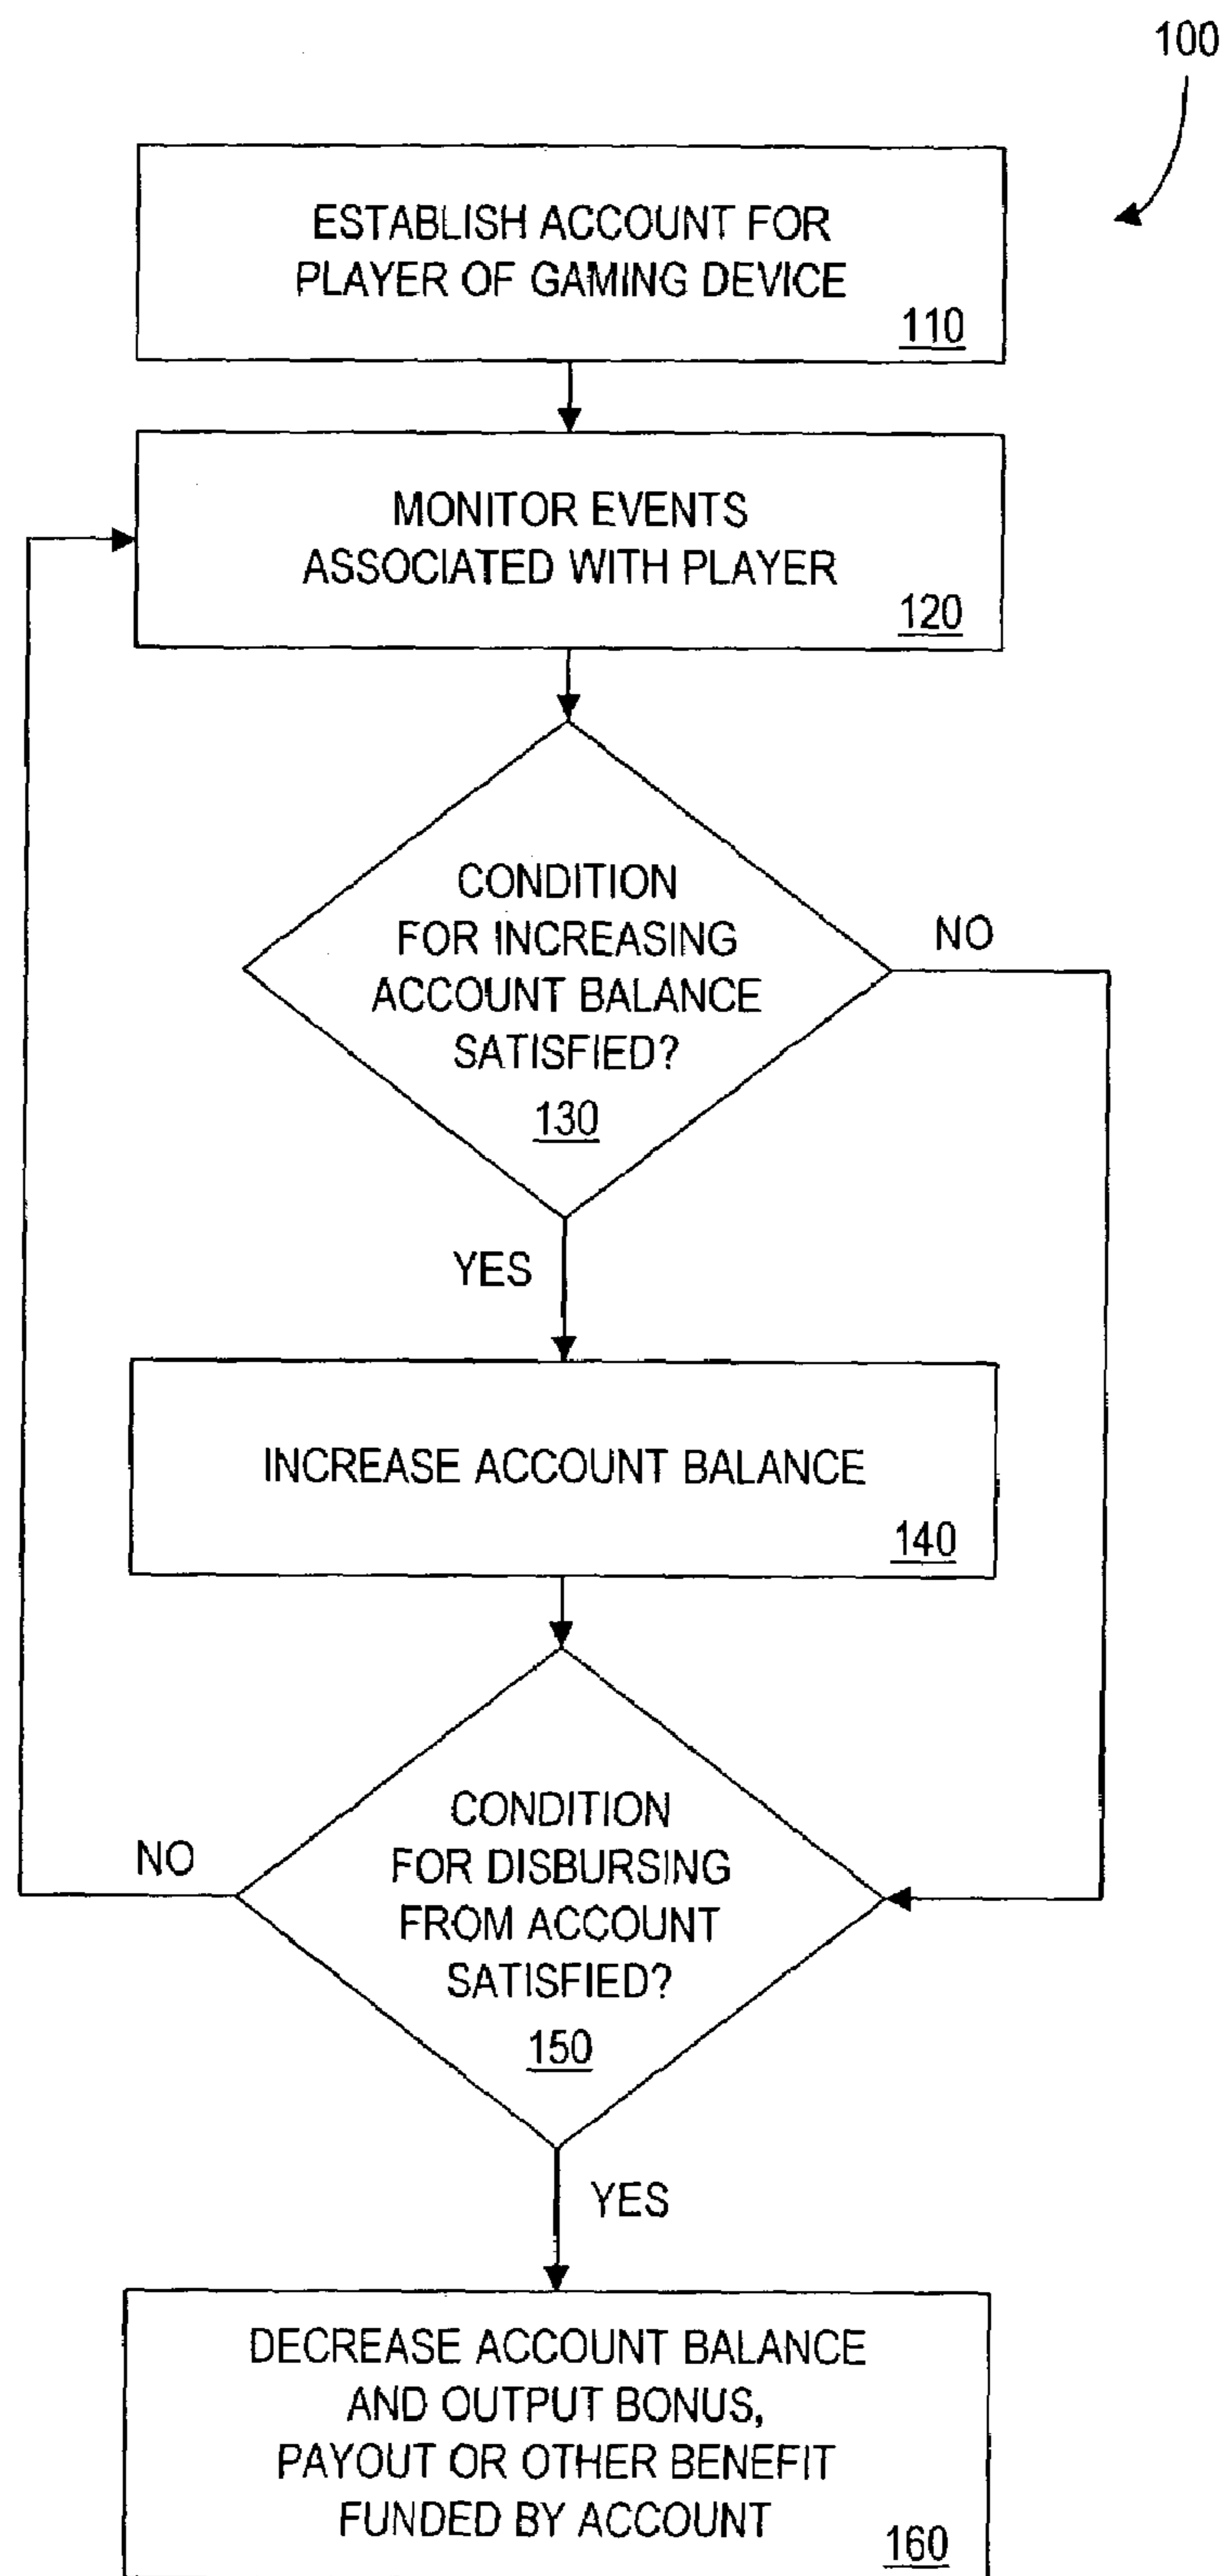 100
ESTABLISH ACCOUNT FOR
PLAYER OF GAMING DEVICE
110
MONITOR EVENTS
ASSOCIATED WITH PLAYER
120
CONDITION
FOR INCREASING
ACCOUNT BALANCE
SATISFIED?
130
NO
YES
INCREASE ACCOUNT BALANCE
140
CONDITION
FOR DISBURSING
FROM ACCOUNT
SATISFIED?
150
NO
YES
DECREASE ACCOUNT BALANCE
AND OUTPUT BONUS,
PAYOUT OR OTHER BENEFIT
FUNDED BY ACCOUNT
160